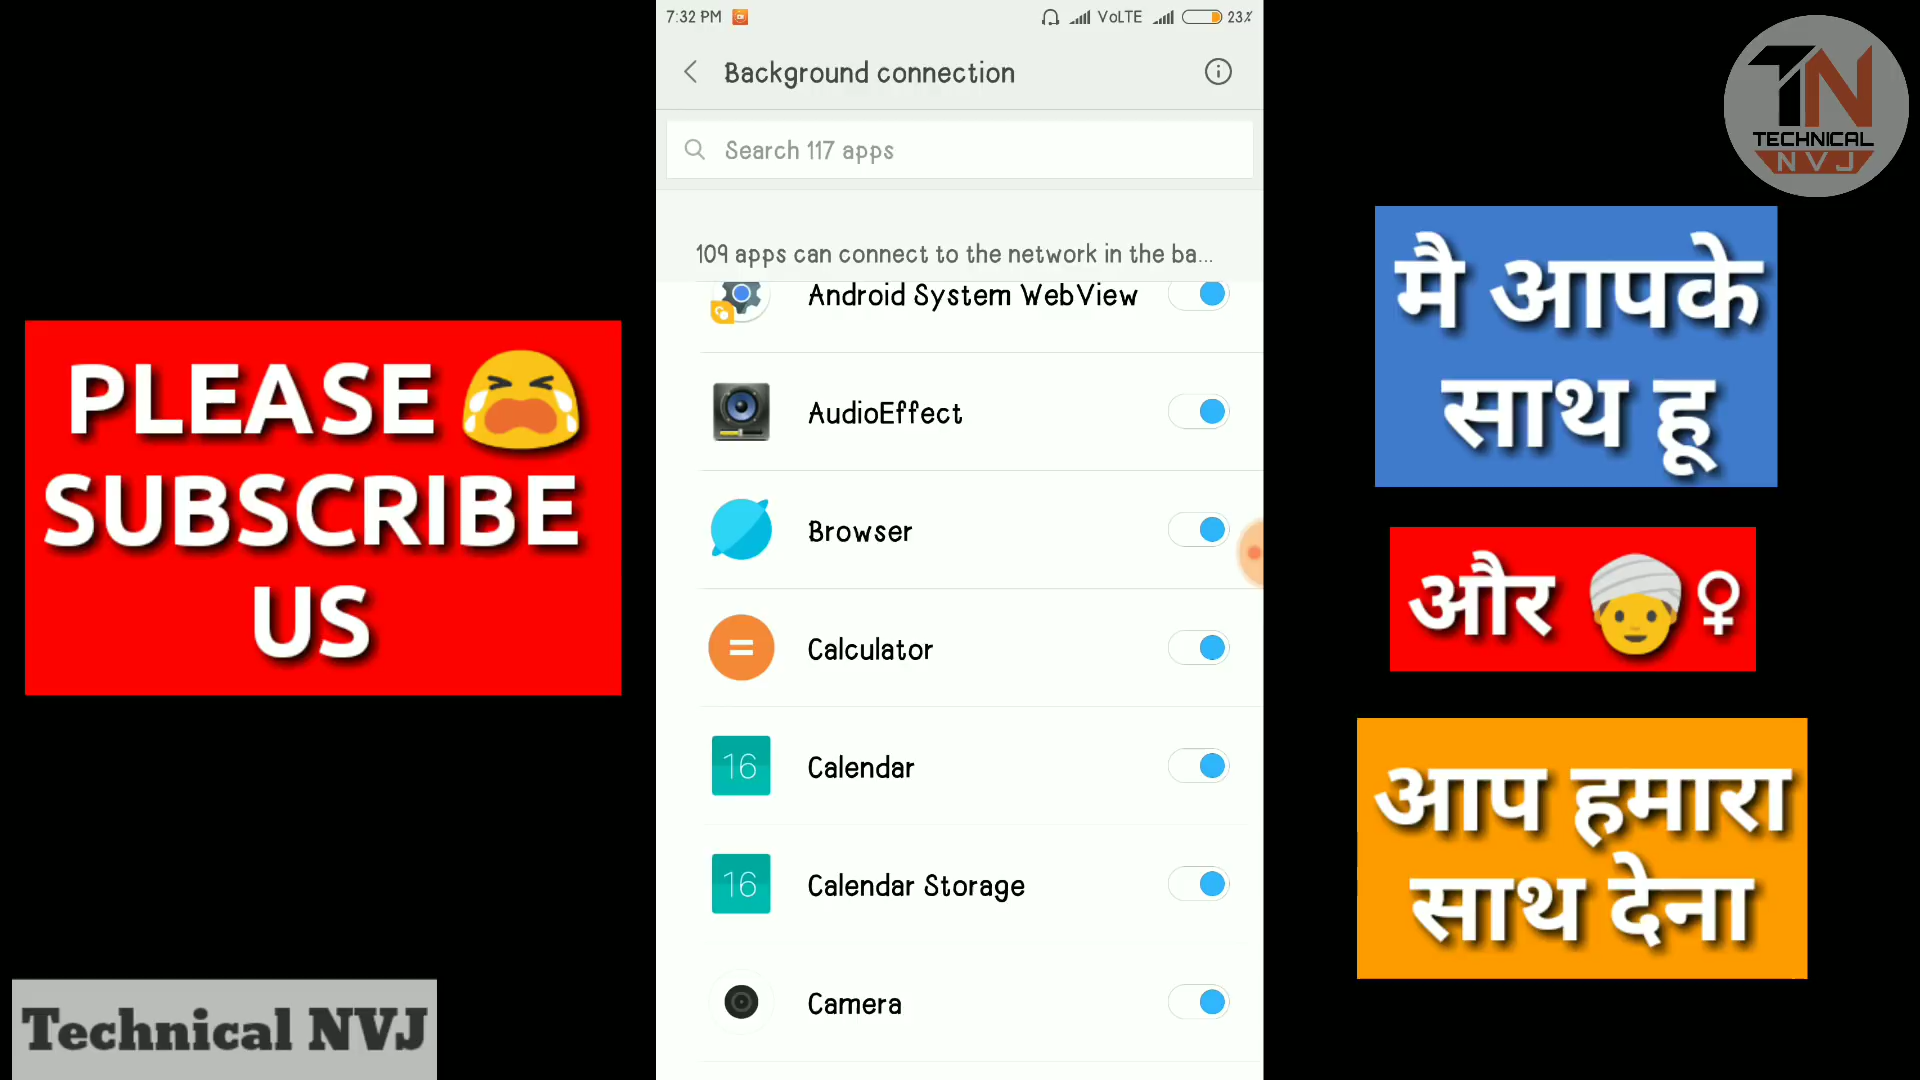 7:32 PM
VoLTE
23%
Background connection
Search 117 apps
109 apps can connect to the network in the ba...
Android System WebView
AudioEffect
Browser
Calculator
16
Calendar
16
Calendar Storage
Camera
PLEASE
SUBSCRIBE
US
Technical NVJ
TN
TECHNICAL
NVJ
मै आपके
साथ हू
और
आप हमारा
साथ देना